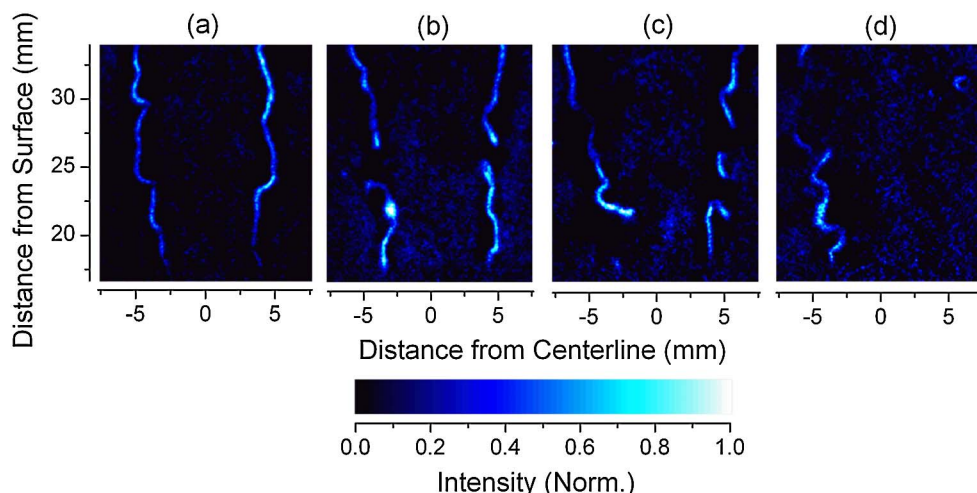 (a) (b) (c) (d)
Distance from Surface (mm)
30
25
20
-5 0 5 -5 0 5 -5 0 5 -5 0 5
Distance from Centerline (mm)
0.0 0.2 0.4 0.6 0.8 1.0
Intensity (Norm.)